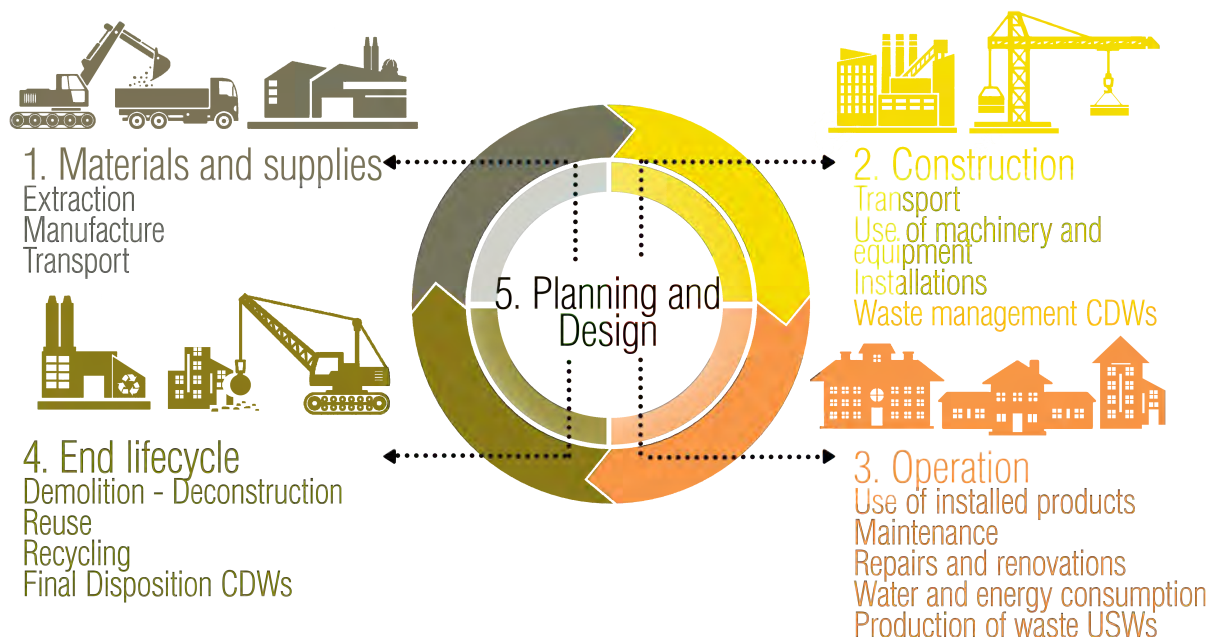 1. Materials and supplies
Extraction
Manufacture
Transport
2. Construction
Transport
Use of machinery and
equipment
Installations
Waste management CDWs
5. Planning and
Design
4. End lifecycle
Demolition - Deconstruction
Reuse
Recycling
Final Disposition CDWs
3. Operation
Use of installed products
Maintenance
Repairs and renovations
Water and energy consumption
Production of waste USWs